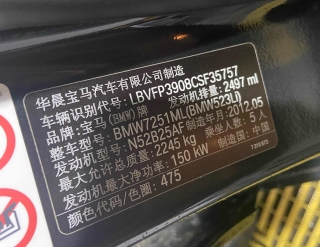 华晨宝马汽车有限公司制造
车辆识别代号: LBVFP3908CSF35757
品牌: 宝马(BMW)牌 发动机排量: 2497 ml
整车型号: BMW7251ML(BMW523Li)
发动机型号: N52B25AF 制造年月: 2012.05
最大允许总质量: 2245 kg 乘坐人数: 5 人
发动机最大净功率: 150 kW 制造国: 中国
颜色代码/色圈: 475